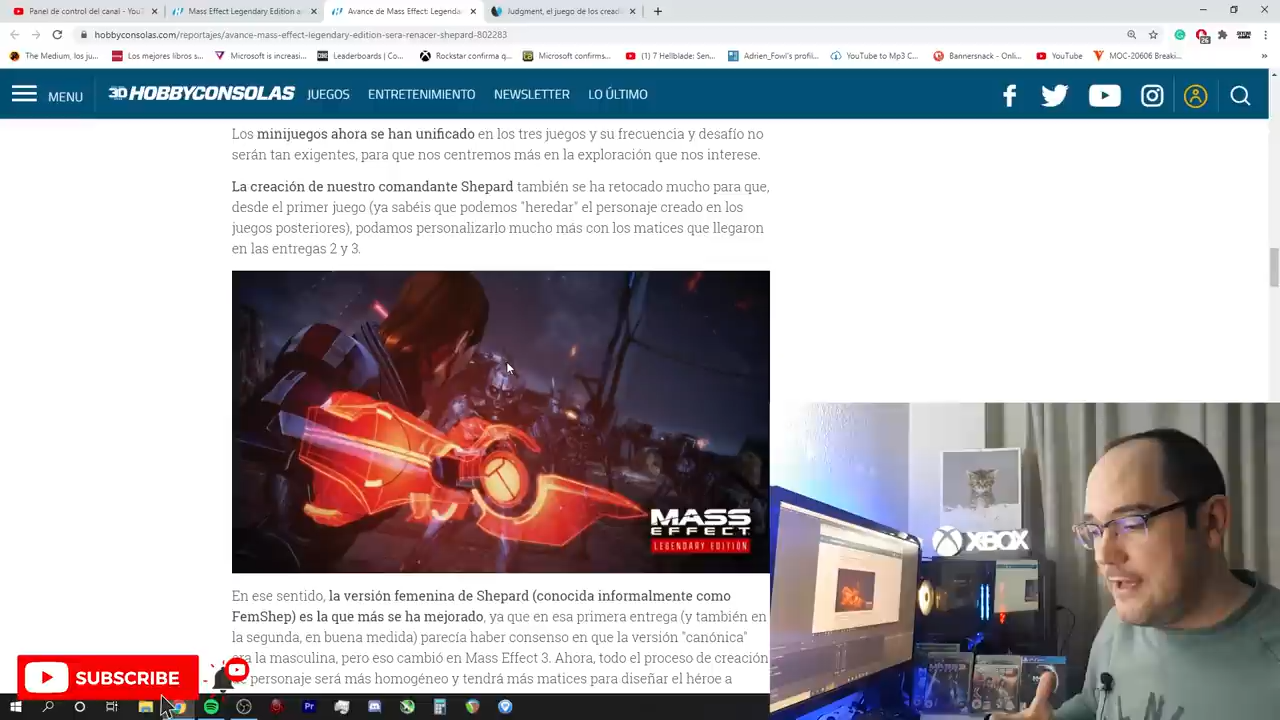 Panel de control del canal - You
Mass Effect Legendary Edition a
Avance de Mass Effect: Legenda
Judgment, el juego de los cread
hobbyconsolas.com/reportajes/avance-mass-effect-legendary-edition-sera-renacer-shepard-802283
The Medium, los ju...
Los mejores libros s...
Microsoft is increasi...
Leaderboards | Co...
Rockstar confirma q...
Microsoft confirms...
(1) 7 Hellblade: Sen...
Adrien_Fowl's profil...
YouTube to Mp3 C...
Bannersnack - Onli...
YouTube
MOC-20606 Breaki...
MENU
HOBBYCONSOLAS
JUEGOS
ENTRETENIMIENTO
NEWSLETTER
LO ÚLTIMO
Los minijuegos ahora se han unificado en los tres juegos y su frecuencia y desafío no
serán tan exigentes, para que nos centremos más en la exploración que nos interese.
La creación de nuestro comandante Shepard también se ha retocado mucho para que,
desde el primer juego (ya sabéis que podemos "heredar" el personaje creado en los
juegos posteriores), podamos personalizarlo mucho más con los matices que llegaron
en las entregas 2 y 3.
MASS
EFFECT
LEGENDARY EDITION
XBOX
En ese sentido, la versión femenina de Shepard (conocida informalmente como
FemShep) es la que más se ha mejorado, ya que en esa primera entrega (y también en
la segunda, en buena medida) parecía haber consenso en que la versión "canónica"
la masculina, pero eso cambió en Mass Effect 3. Ahora, todo el proceso de creación
personaje será más homogéneo y tendrá más matices para diseñar el héroe a
SUBSCRIBE